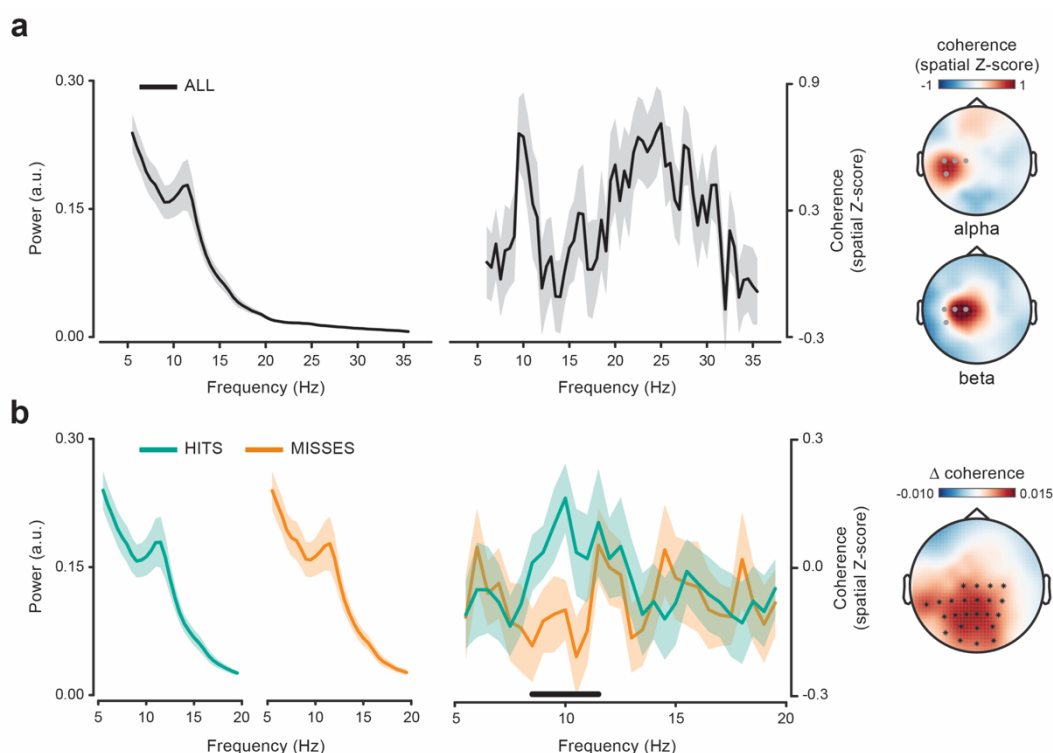 a
ALL
0.30
0.15
0.00
Power (a.u.)
5 10 15 20 25 30 35
Frequency (Hz)
0.9
0.3
-0.3
Coherence
(spatial Z-score)
5 10 15 20 25 30 35
Frequency (Hz)
coherence
(spatial Z-score)
-1 1
alpha
beta
b
HITS MISSES
0.30
0.15
0.00
Power (a.u.)
5 10 15 20
Frequency (Hz)
5 10 15 20
Frequency (Hz)
0.3
0.0
-0.3
Coherence
(spatial Z-score)
5 10 15 20
Frequency (Hz)
Δ coherence
-0.010 0.015